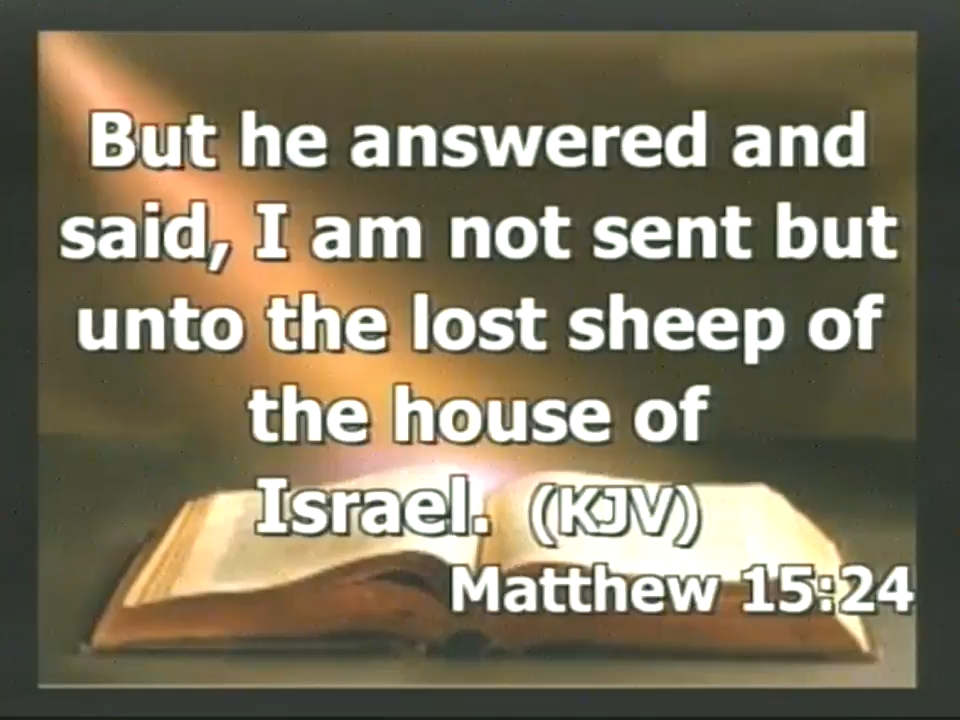 But he answered and
said, I am not sent but
unto the lost sheep of
the house of
Israel. (KJV)
Matthew 15:24